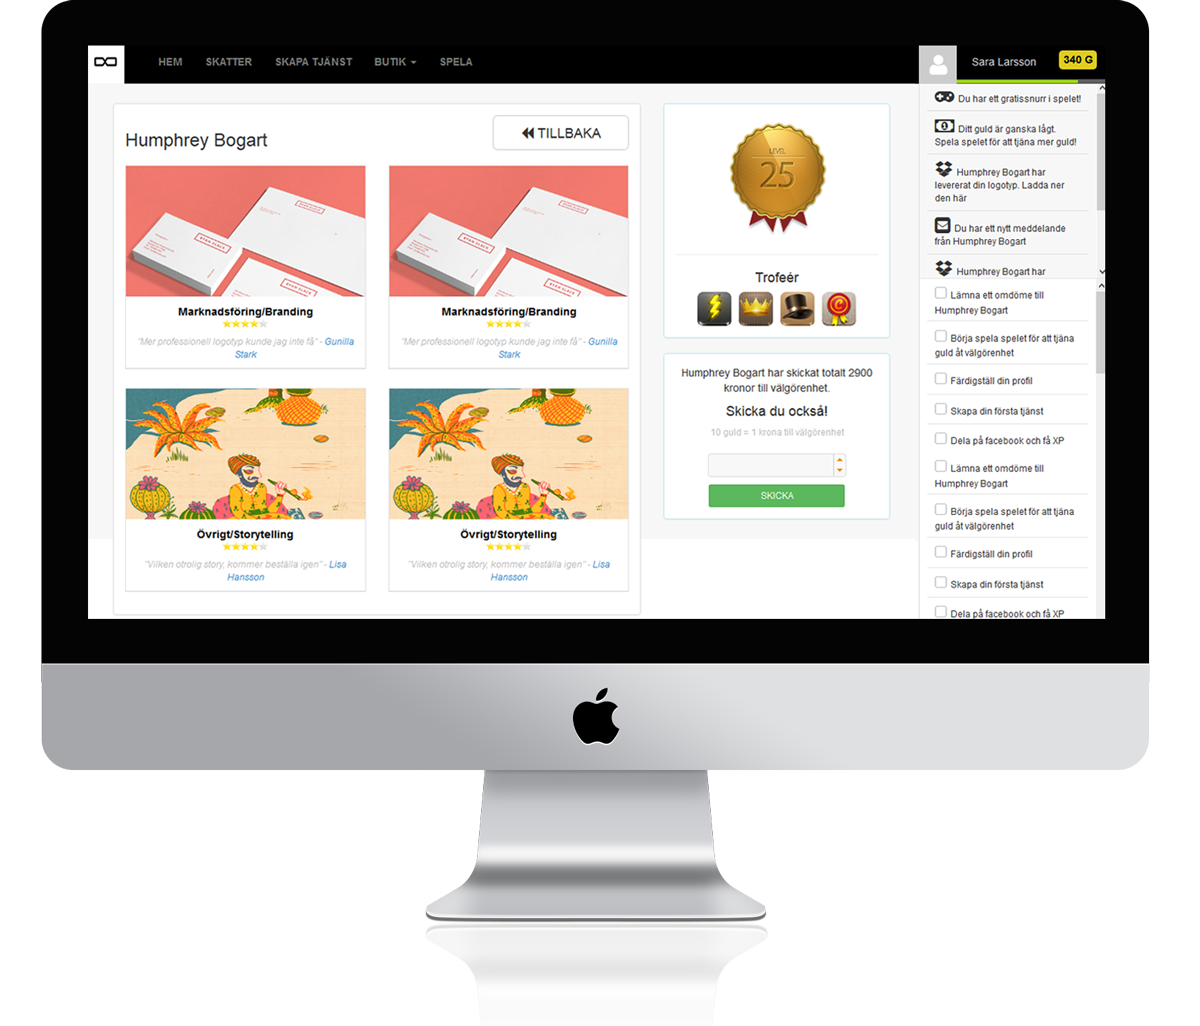 HEM SKATTER SKAPA TJÄNST BUTIK SPELA
Sara Larsson 340 G
Humphrey Bogart
TILLBAKA
Marknadsföring/Branding
"Mer professionell logotyp kunde jag inte få" - Gunilla
Stark
Marknadsföring/Branding
"Mer professionell logotyp kunde jag inte få" - Gunilla
Stark
Övrigt/Storytelling
"Vilken otrolig story, kommer beställa igen" - Lisa
Hansson
Övrigt/Storytelling
"Vilken otrolig story, kommer beställa igen" - Lisa
Hansson
LEVEL
25
Trofeér
Humphrey Bogart har skickat totalt 2900
kronor till välgörenhet.
Skicka du också!
10 guld = 1 krona till välgörenhet
SKICKA
Du har ett gratissnurr i spelet!
Ditt guld är ganska lågt.
Spela spelet för att tjäna mer guld!
Humphrey Bogart har
levererat din logotyp. Ladda ner
den här
Du har ett nytt meddelande
från Humphrey Bogart
Humphrey Bogart har
Lämna ett omdöme till
Humphrey Bogart
Börja spela spelet för att tjäna
guld åt välgörenhet
Färdigställ din profil
Skapa din första tjänst
Dela på facebook och få XP
Lämna ett omdöme till
Humphrey Bogart
Börja spela spelet för att tjäna
guld åt välgörenhet
Färdigställ din profil
Skapa din första tjänst
Dela på facebook och få XP